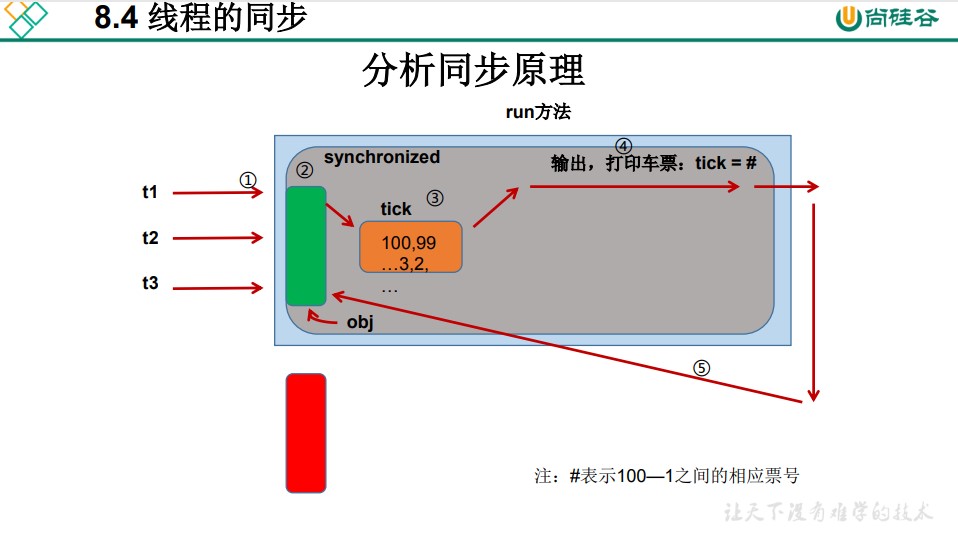 8.4 线程的同步
尚硅谷
分析同步原理
run方法
synchronized
④
输出，打印车票：tick = #
①
②
t1
③
tick
t2
100,99
…3,2,
…
t3
obj
⑤
注：#表示100—1之间的相应票号
让天下没有难学的技术